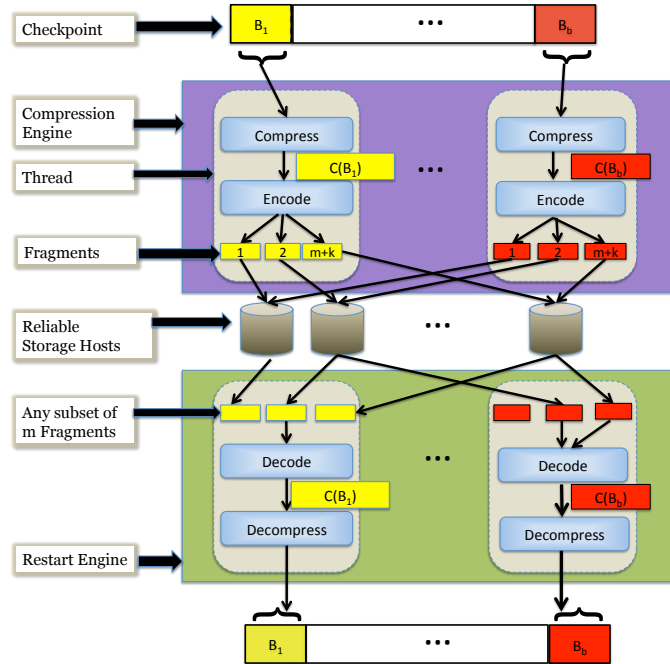 Checkpoint
B1 ••• Bb
Compression
Engine
Compress
Compress
C(B1)
•••
C(Bb)
Thread
Encode
Encode
Fragments
1 2 m+k
1 2 m+k
Reliable
Storage Hosts
•••
Any subset of
m Fragments
Decode
•••
Decode
C(B1)
C(Bb)
Decompress
Decompress
Restart Engine
B1 ••• Bb